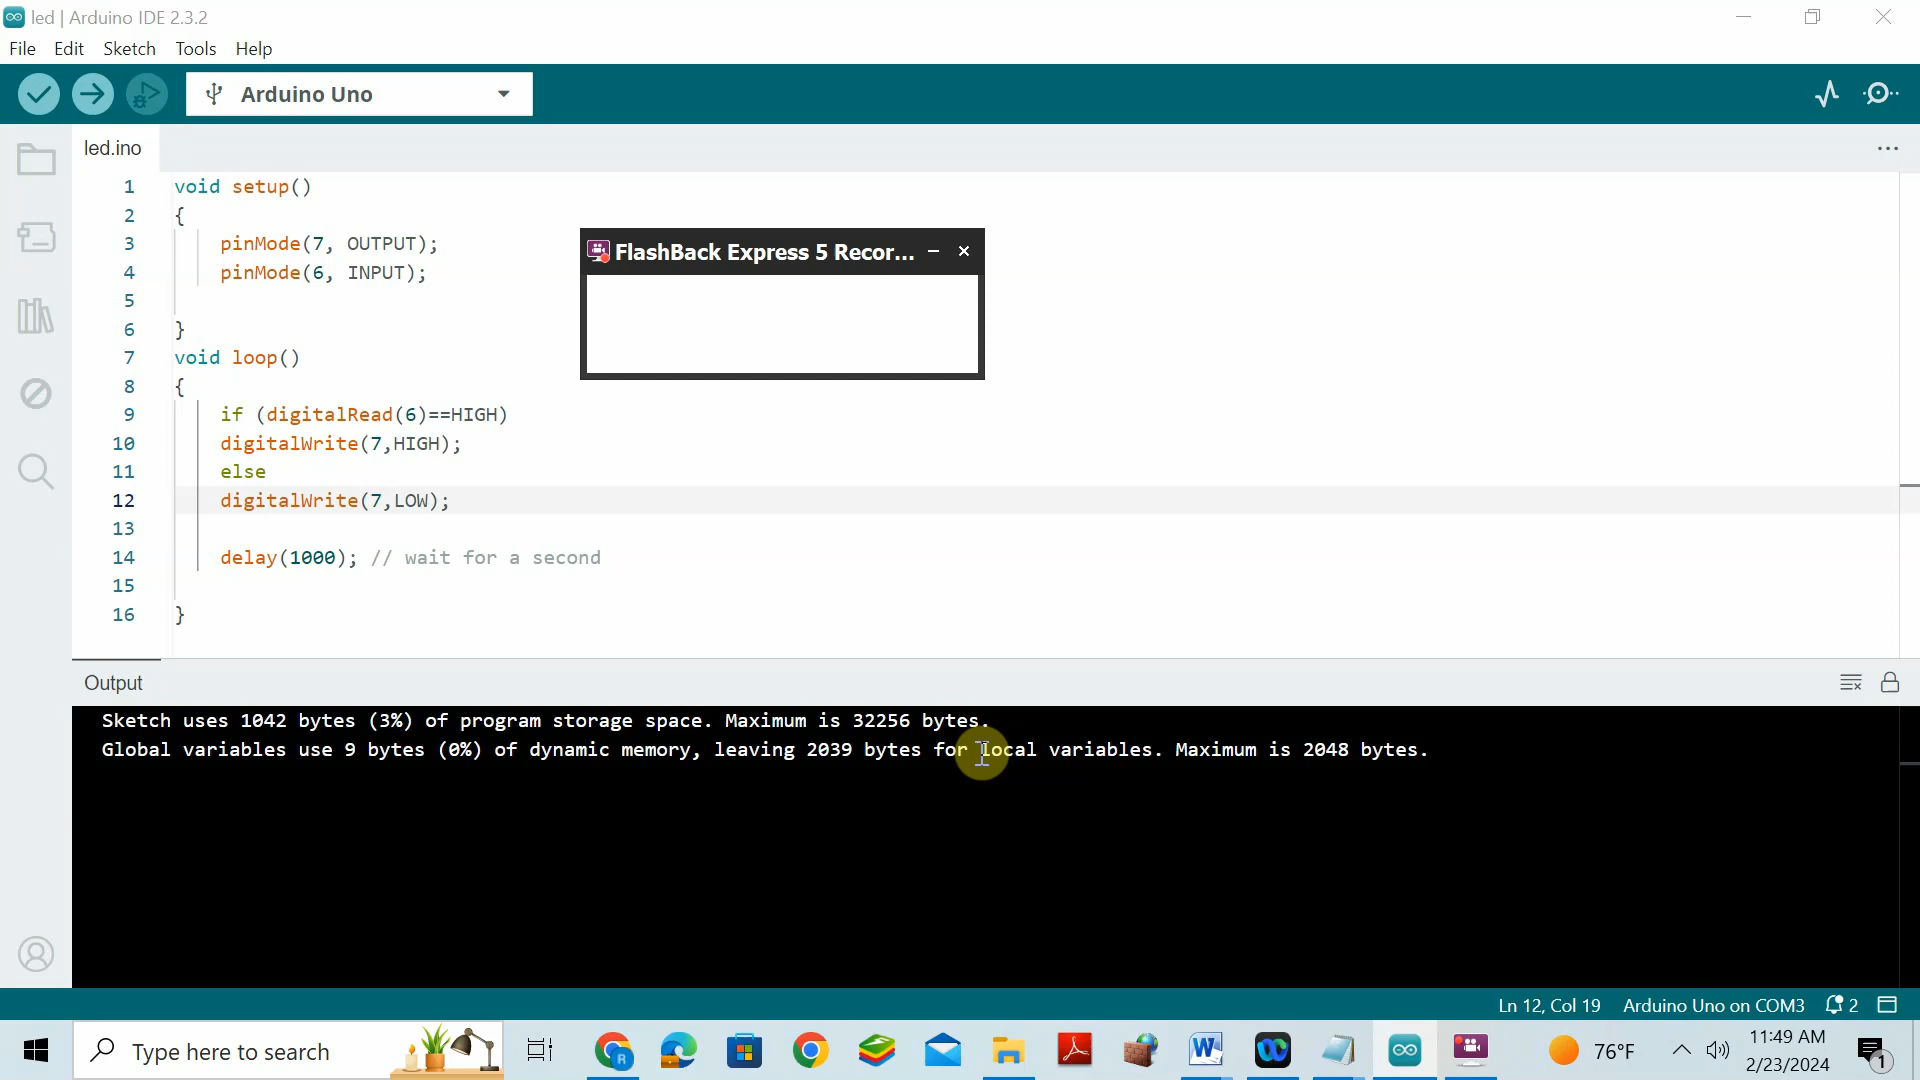 led | Arduino IDE 2.3.2
File Edit Sketch Tools Help
Arduino Uno
led.ino
1 void setup()
2 {
3 pinMode(7, OUTPUT);
4 pinMode(6, INPUT);
5
6 }
7 void loop()
8 {
9 if (digitalRead(6)==HIGH)
10 digitalWrite(7,HIGH);
11 else
12 digitalWrite(7,LOW);
13
14 delay(1000); // wait for a second
15
16 }
FlashBack Express 5 Recor...
Output
Sketch uses 1042 bytes (3%) of program storage space. Maximum is 32256 bytes.
Global variables use 9 bytes (0%) of dynamic memory, leaving 2039 bytes for local variables. Maximum is 2048 bytes.
Ln 12, Col 19 Arduino Uno on COM3 2
Type here to search
R
W
76°F
11:49 AM
2/23/2024
1